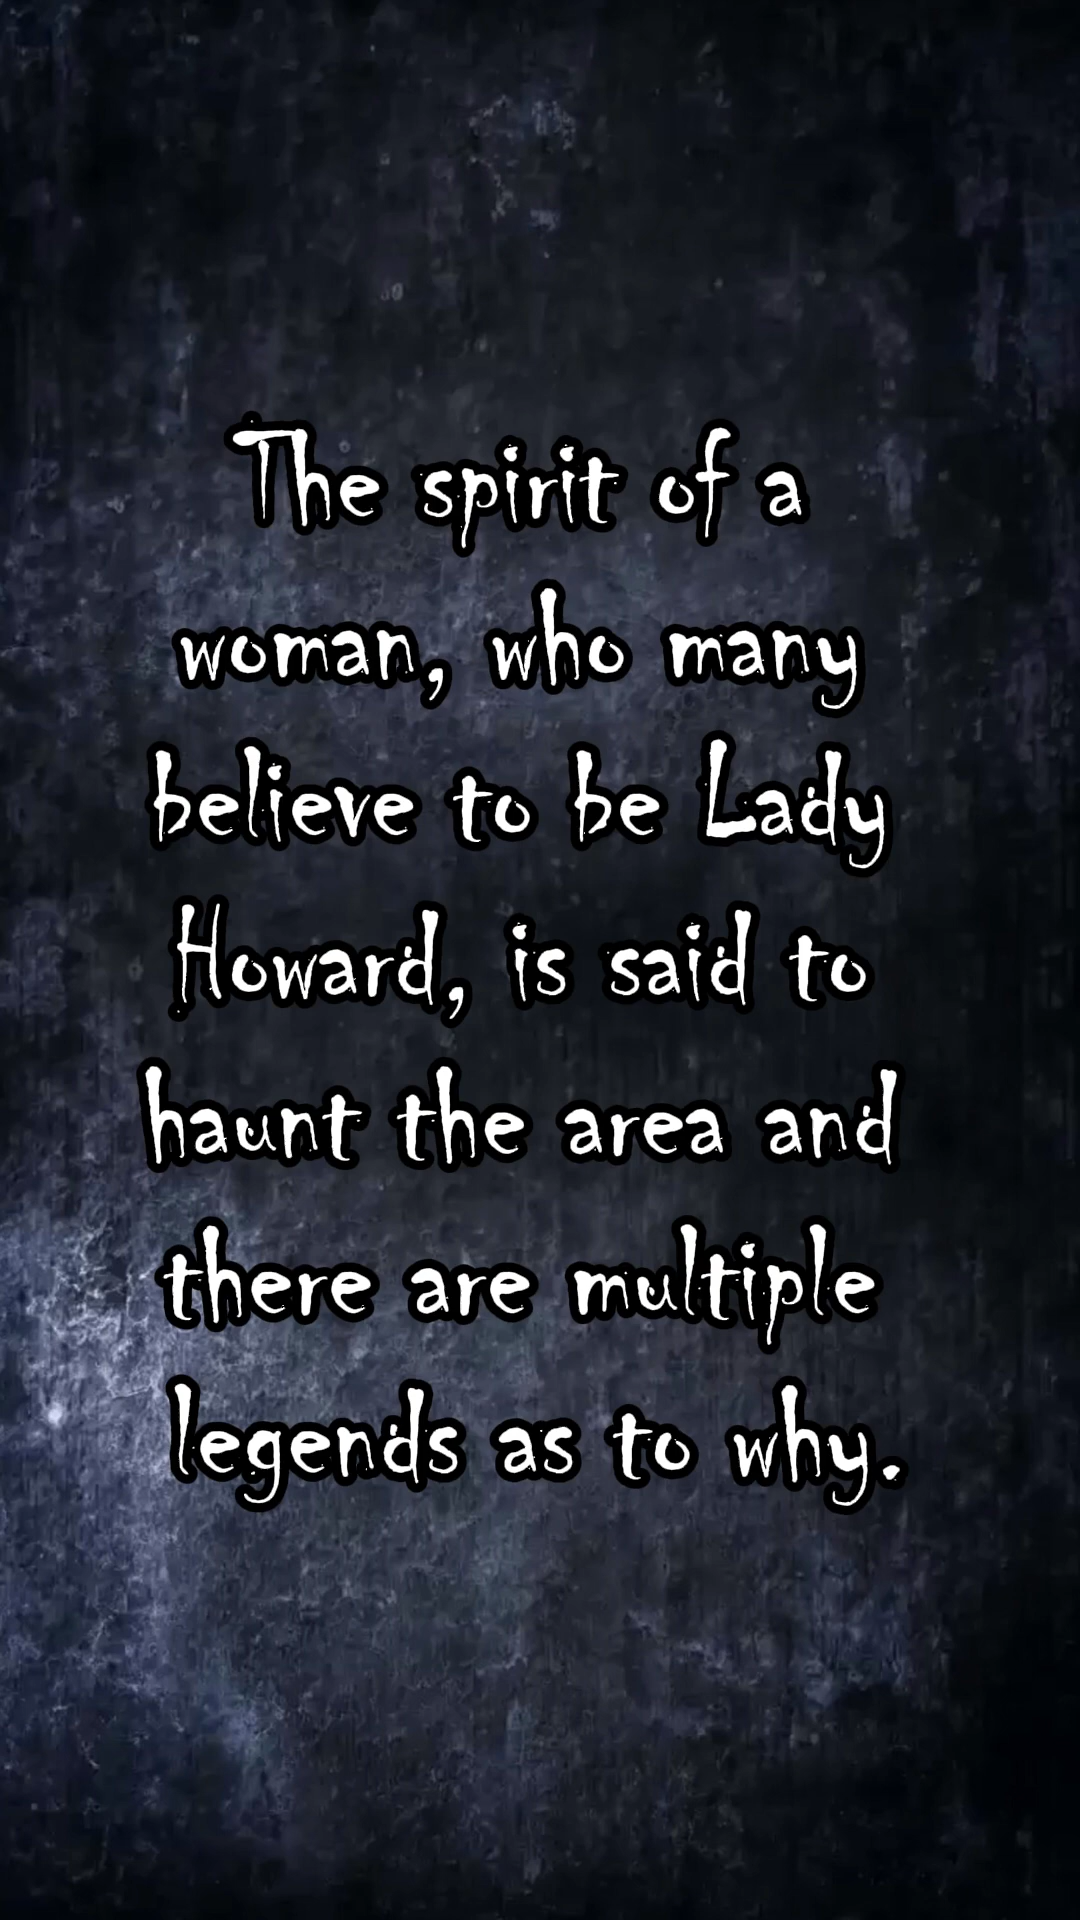 The spirit of a
woman, who many
believe to be Lady
Howard, is said to
haunt the area and
there are multiple
legends as to why.